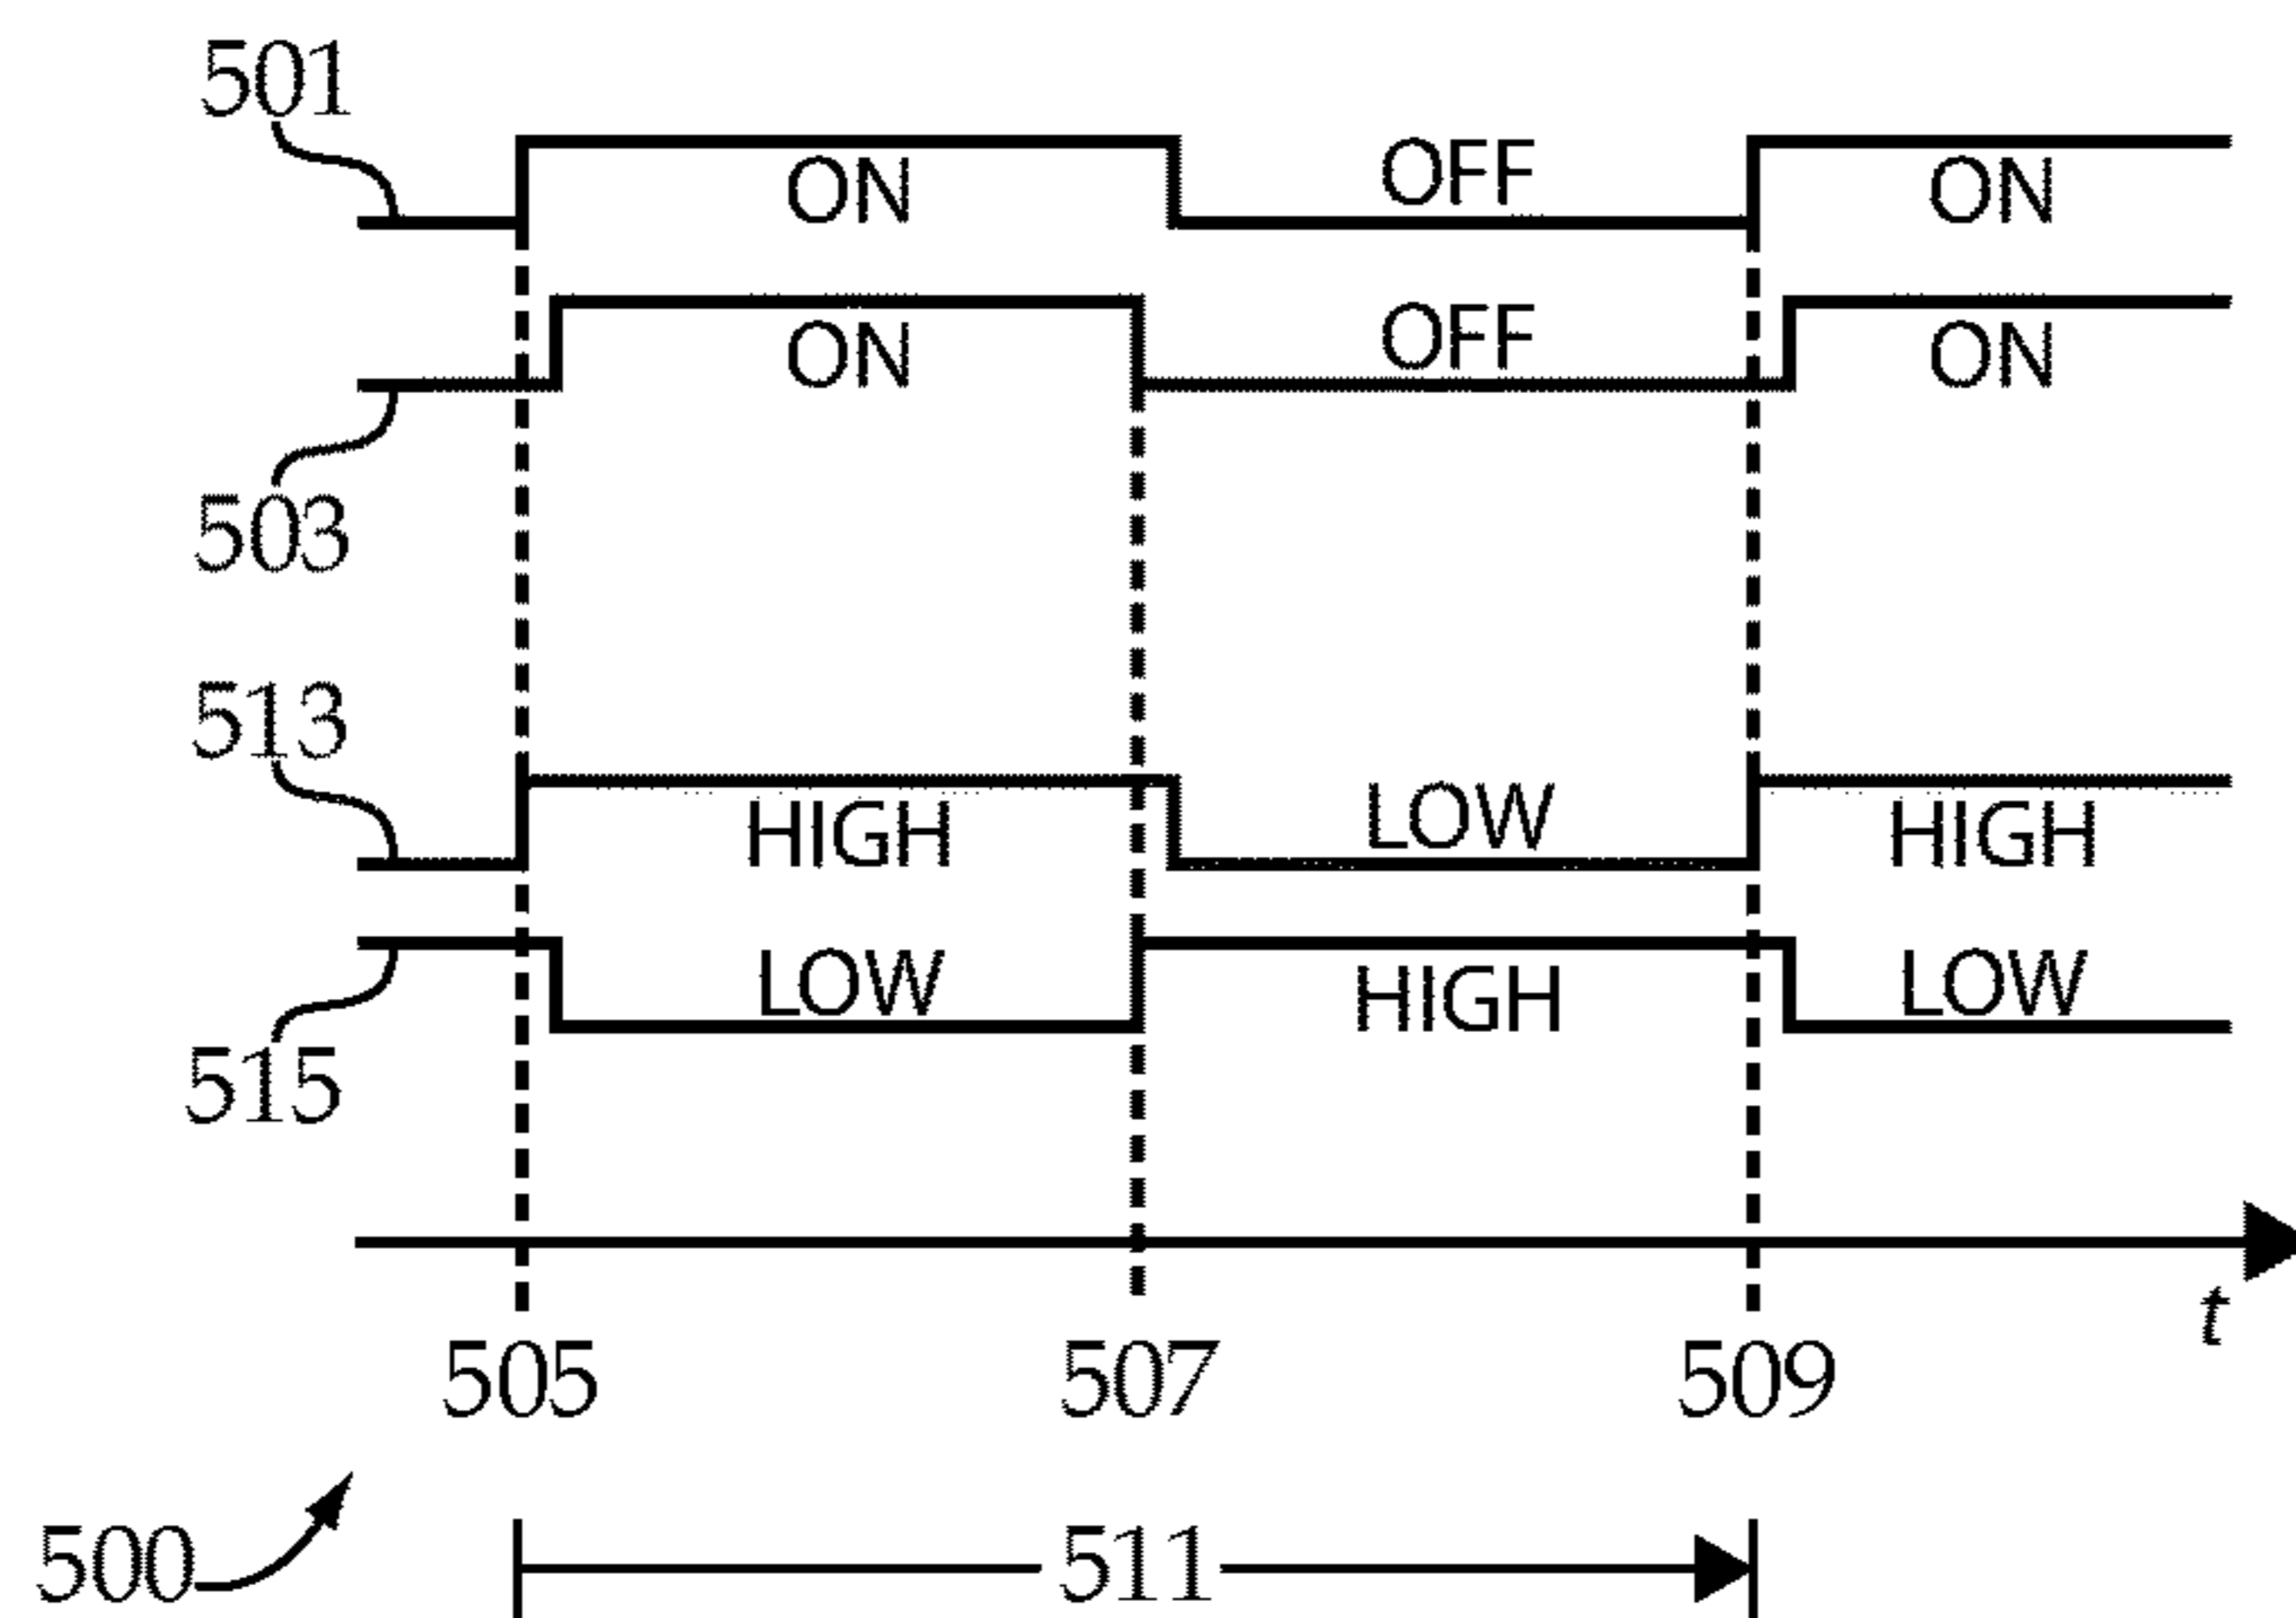 501
ON OFF ON
ON OFF ON
503
513
HIGH LOW HIGH
LOW HIGH LOW
515
t
505 507 509
500 511